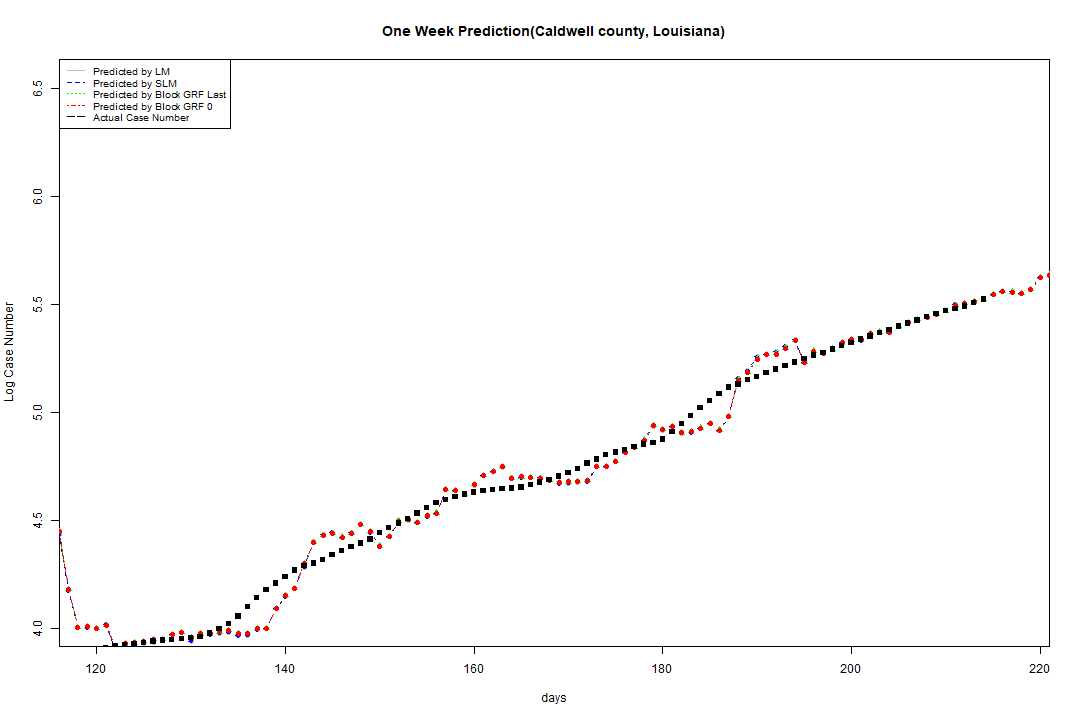 One Week Prediction(Caldwell county, Louisiana)
Predicted by LM
Predicted by SLM
Predicted by Block GRF Last
Predicted by Block GRF 0
Actual Case Number
6.5
6.0
5.5
5.0
4.5
4.0
Log Case Number
120 140 160 180 200 220
days